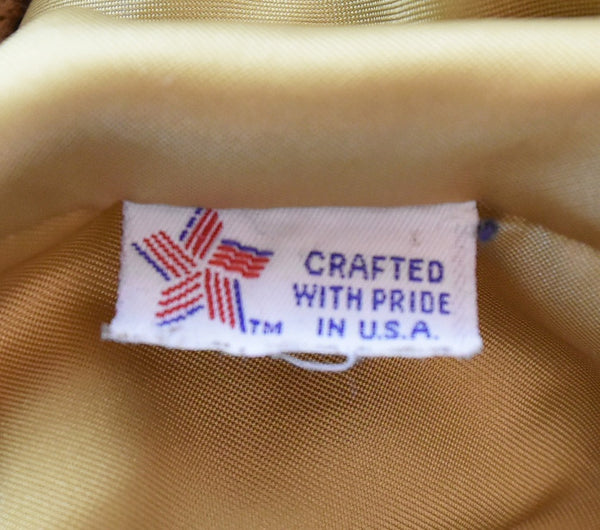 CRAFTED
WITH PRIDE
IN U.S.A.
TM